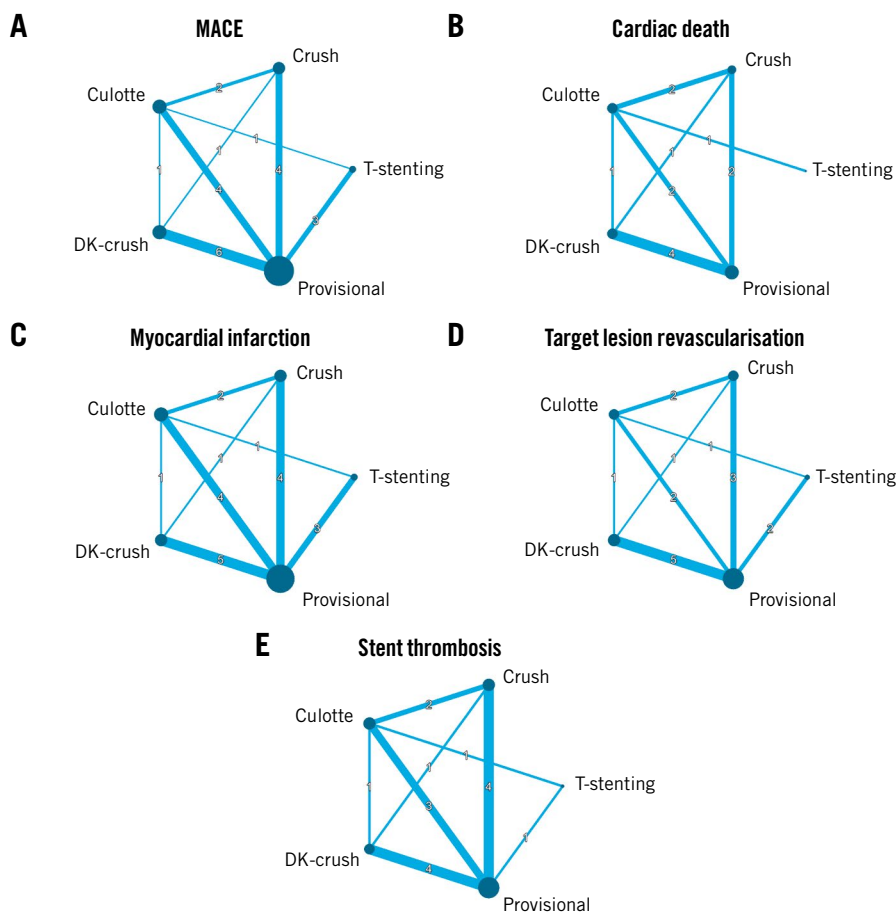 A
MACE
Crush
Culotte
2
1
1
1
4
4
T-stenting
3
DK-crush
6
Provisional
B
Cardiac death
Crush
Culotte
2
1
1
1
2
2
T-stenting
DK-crush
4
Provisional
C
Myocardial infarction
Crush
Culotte
2
1
1
1
4
4
T-stenting
3
DK-crush
5
Provisional
D
Target lesion revascularisation
Crush
Culotte
2
1
1
1
3
2
T-stenting
2
DK-crush
5
Provisional
E
Stent thrombosis
Crush
Culotte
2
1
1
1
4
3
T-stenting
1
DK-crush
4
Provisional